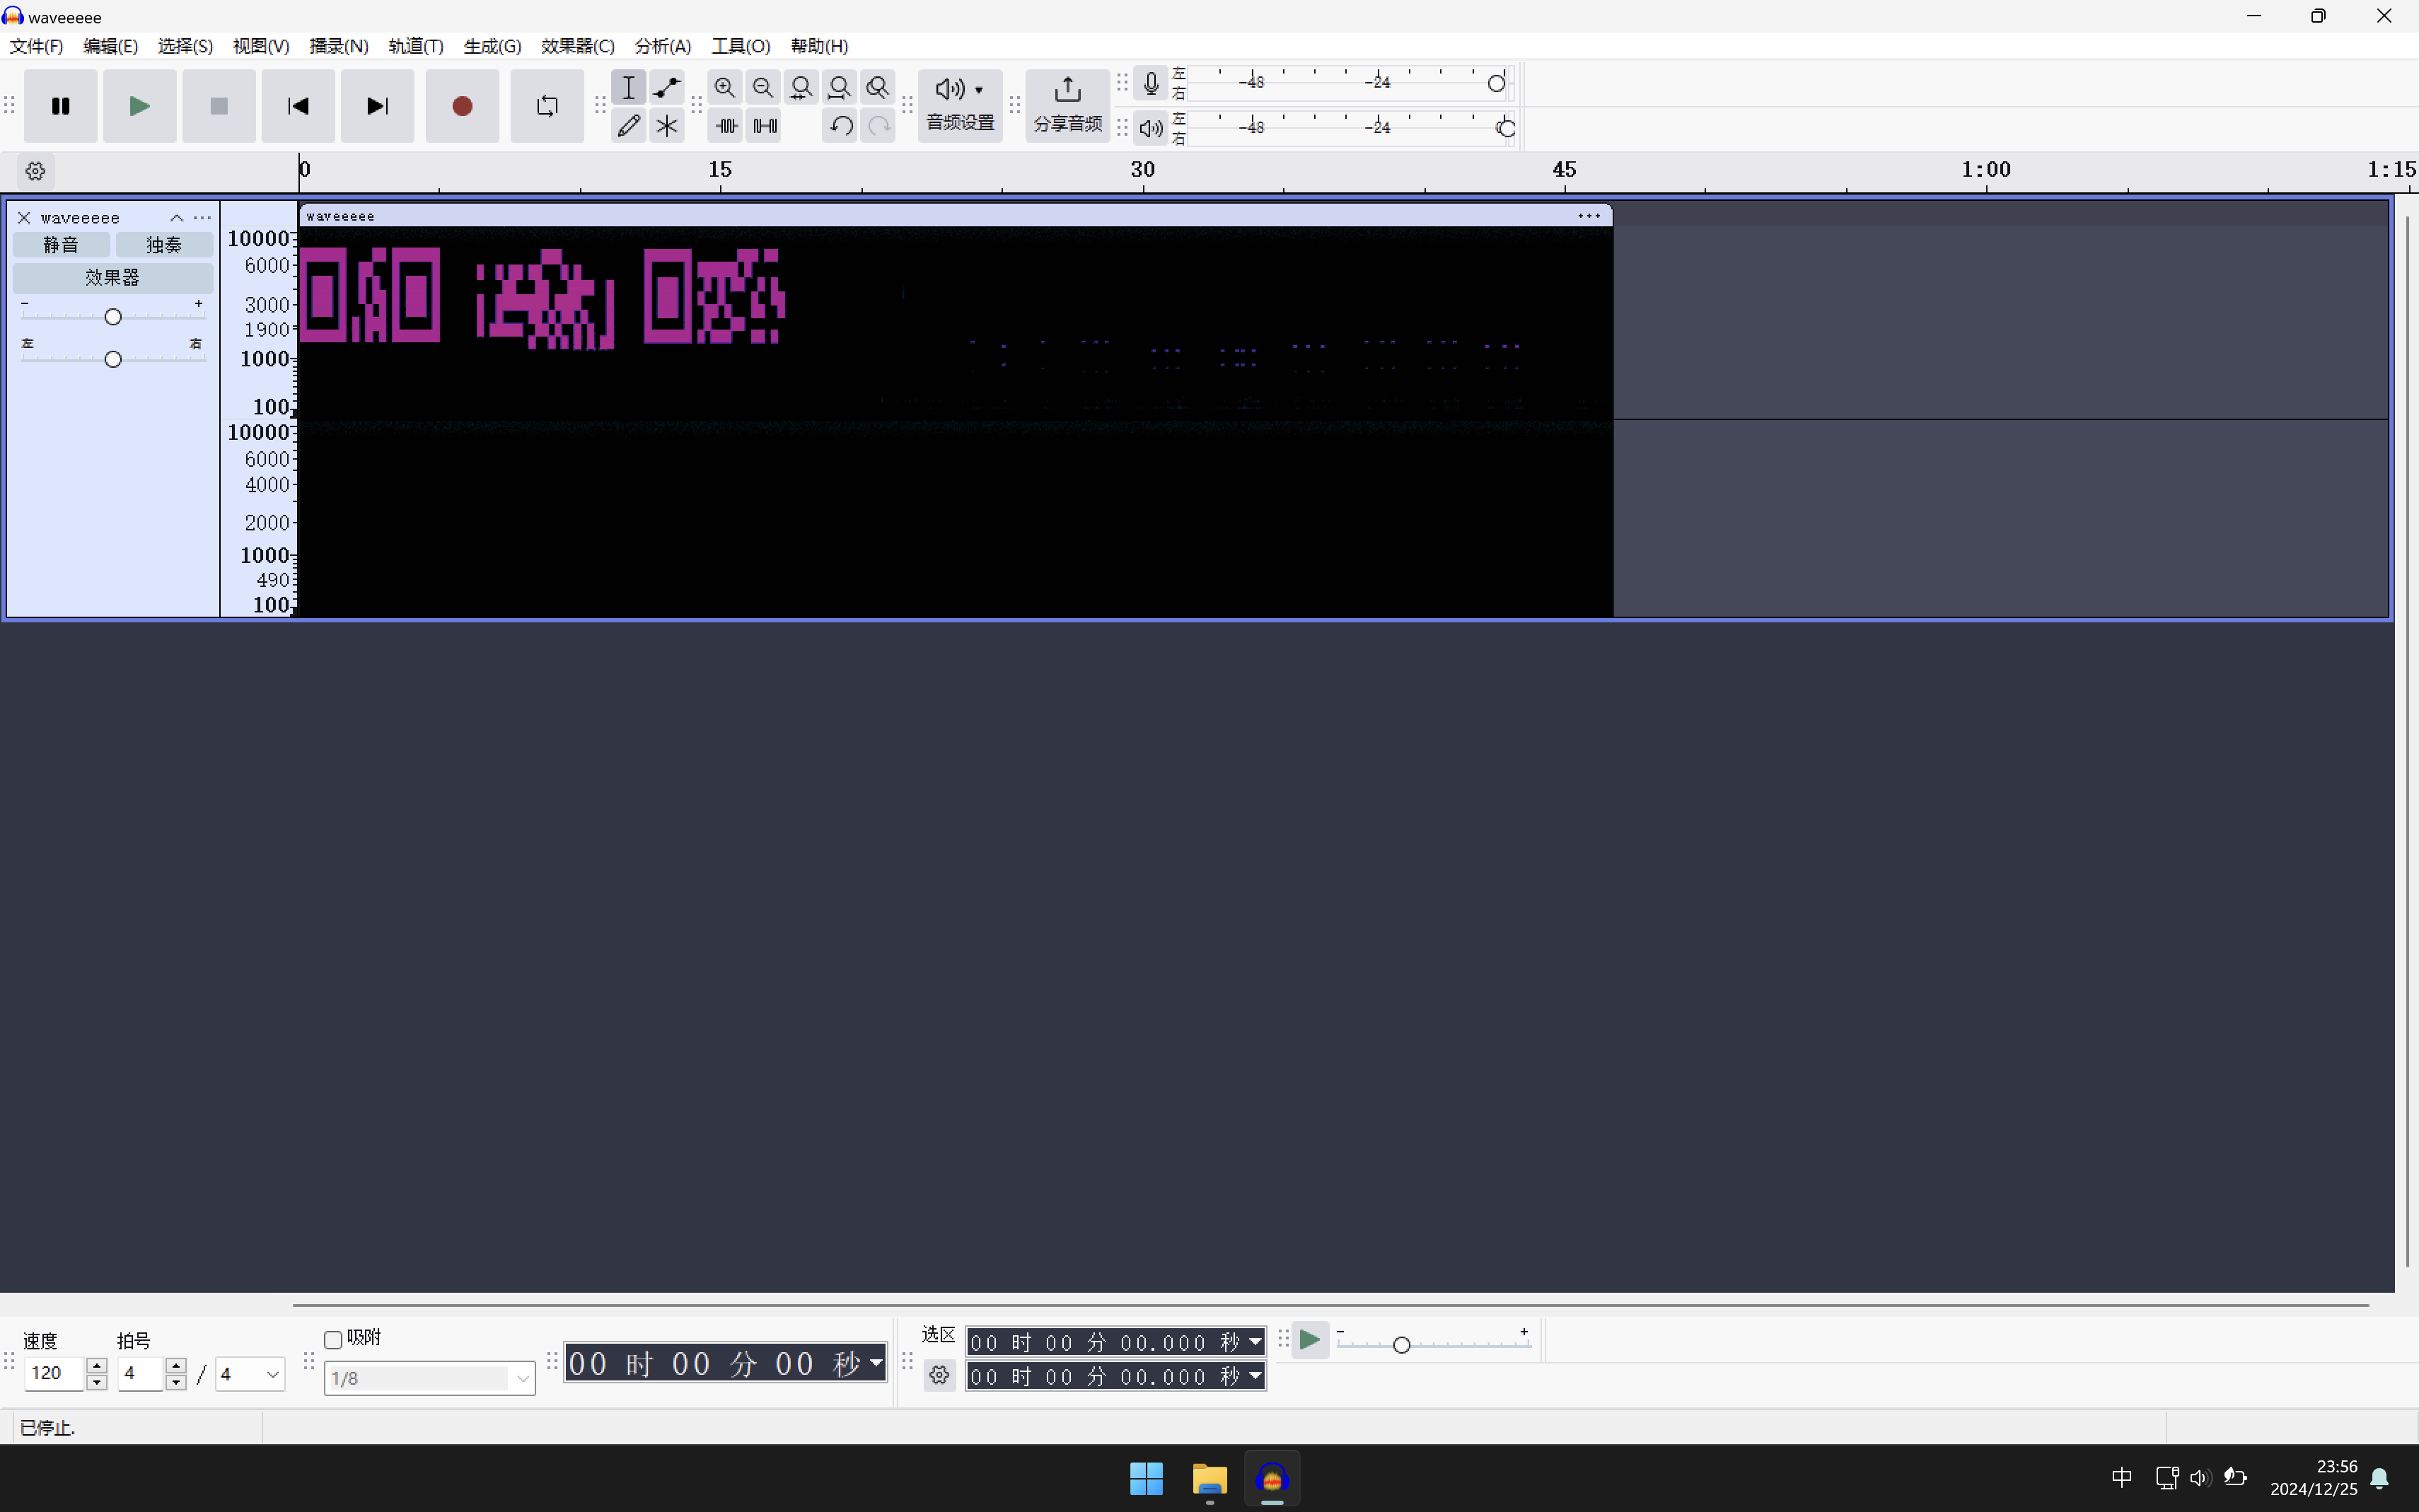 waveeeee
文件(F) 编辑(E) 选择(S) 视图(V) 播录(N) 轨道(T) 生成(G) 效果器(C) 分析(A) 工具(O) 帮助(H)
音频设置
分享音频
左 -48 -24
右
左 -48 -24 0
右
0 15 30 45 1:00 1:15
waveeeee
静音 独奏
效果器
- +
左 右
10000
6000
3000
1900
1000
100
10000
6000
4000
2000
1000
490
100
waveeeee
速度
120
拍号
4 / 4
吸附
1/8
00 时 00 分 00 秒
选区
00 时 00 分 00.000 秒
00 时 00 分 00.000 秒
- +
已停止.
中
23:56
2024/12/25